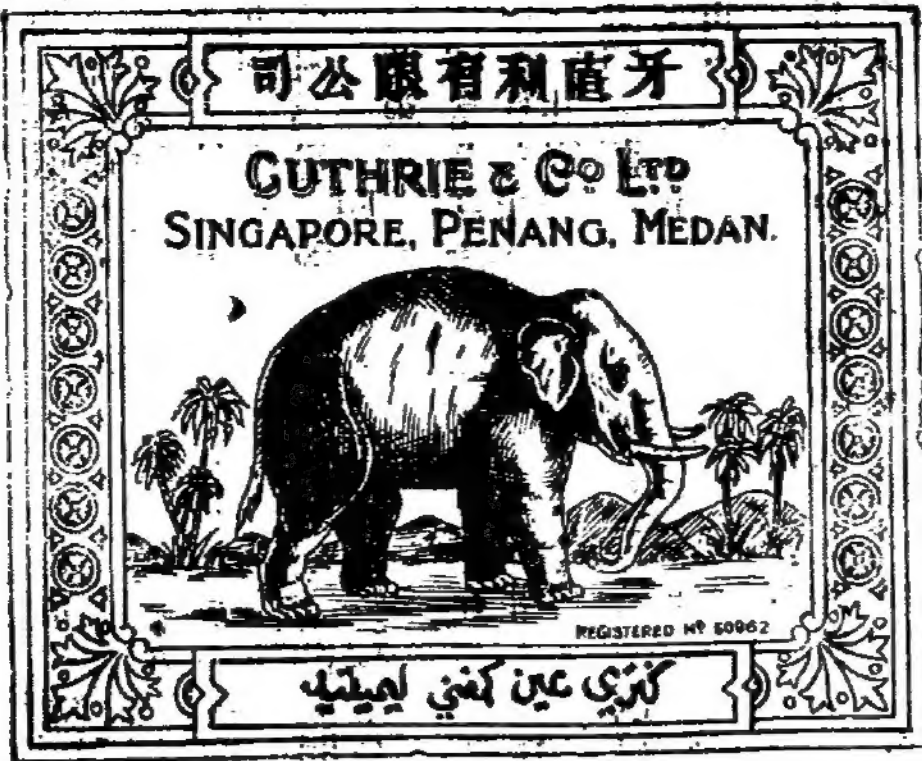 司公限有利直牙
GUTHRIE & Cº LTD
SINGAPORE, PENANG, MEDAN.
REGISTERED Nº 50962
كتري عين كمڤني ليميتيد